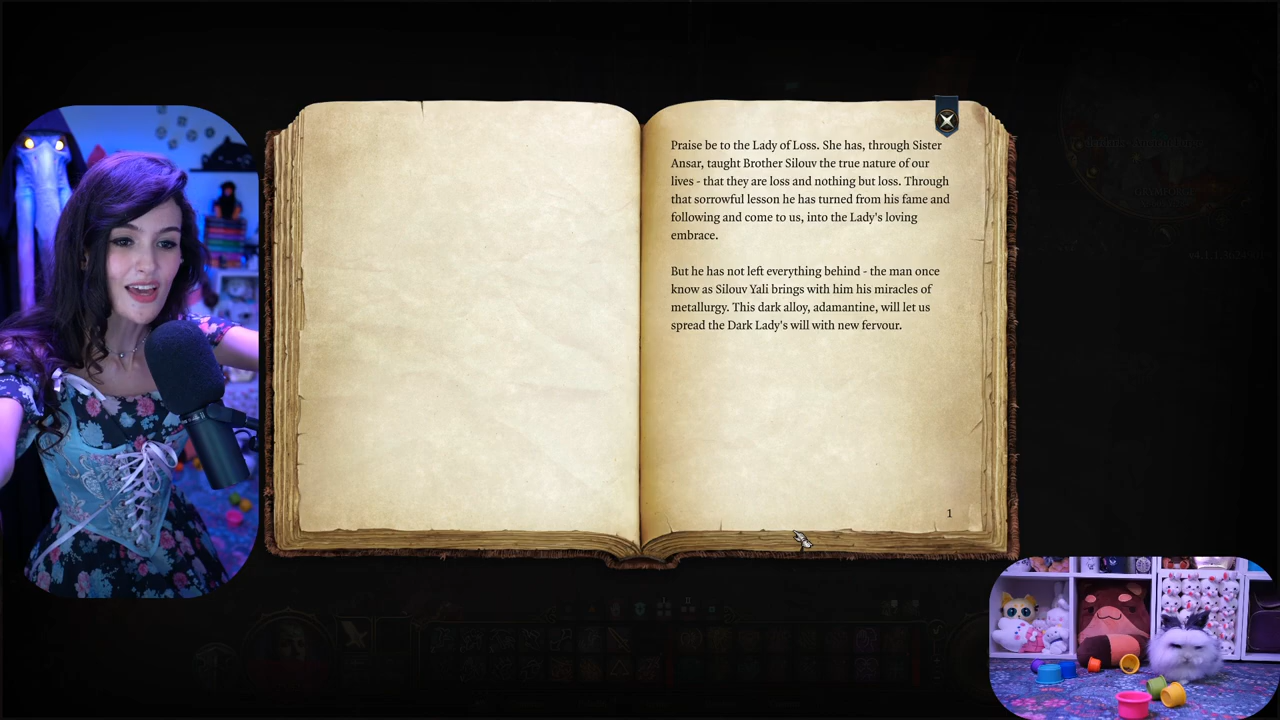 Praise be to the Lady of Loss. She has, through Sister
Ansar, taught Brother Silouv the true nature of our
lives - that they are loss and nothing but loss. Through
that sorrowful lesson he has turned from his fame and
following and come to us, into the Lady's loving
embrace.
But he has not left everything behind - the man once
know as Silouv Yali brings with him his miracles of
metallurgy. This dark alloy, adamantine, will let us
spread the Dark Lady's will with new fervour.
1